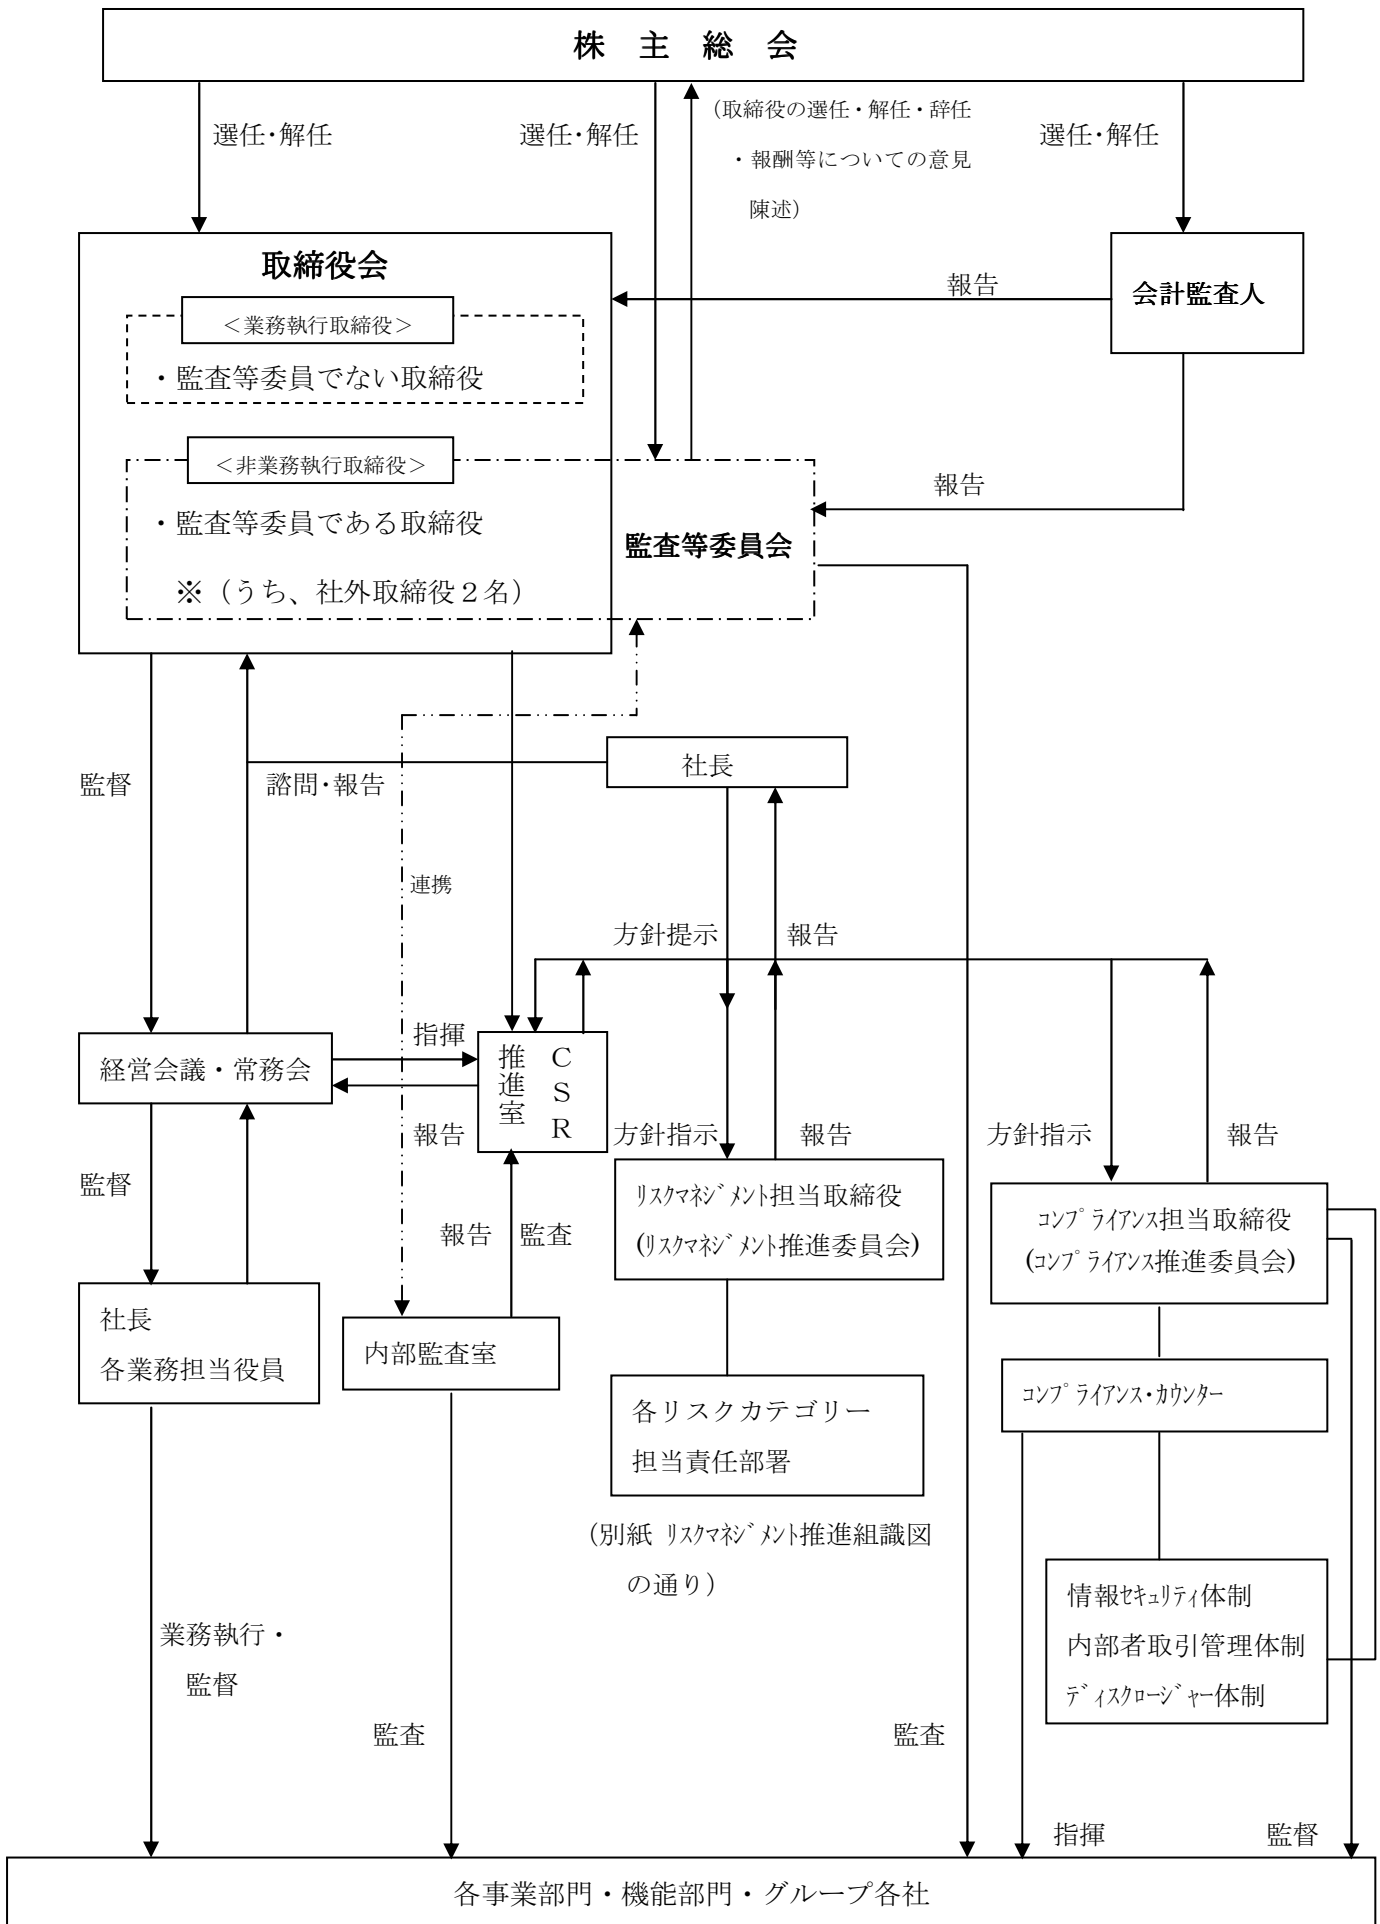 株　主　総　会
選任・解任
選任・解任
（取締役の選任・解任・辞任
・報酬等についての意見
陳述）
選任・解任
取締役会
＜業務執行取締役＞
・監査等委員でない取締役
報告
会計監査人
＜非業務執行取締役＞
・監査等委員である取締役
※（うち、社外取締役２名）
監査等委員会
報告
社長
監督
諮問・報告
連携
方針提示
報告
経営会議・常務会
指揮
報告
ＣＳＲ
推進室
方針指示
報告
方針指示
報告
監督
報告
監査
ﾘｽｸﾏﾈｼﾞﾒﾝﾄ担当取締役
(ﾘｽｸﾏﾈｼﾞﾒﾝﾄ推進委員会)
ｺﾝﾌﾟﾗｲｱﾝｽ担当取締役
(ｺﾝﾌﾟﾗｲｱﾝｽ推進委員会)
社長
各業務担当役員
内部監査室
各リスクカテゴリー
担当責任部署
（別紙 ﾘｽｸﾏﾈｼﾞﾒﾝﾄ推進組識図
の通り）
ｺﾝﾌﾟﾗｲｱﾝｽ・ｶｳﾝﾀｰ
情報ｾｷｭﾘﾃｨ体制
内部者取引管理体制
ﾃﾞｨｽｸﾛｰｼﾞｬｰ体制
業務執行・
監督
監査
監査
指揮
監督
各事業部門・機能部門・グループ各社